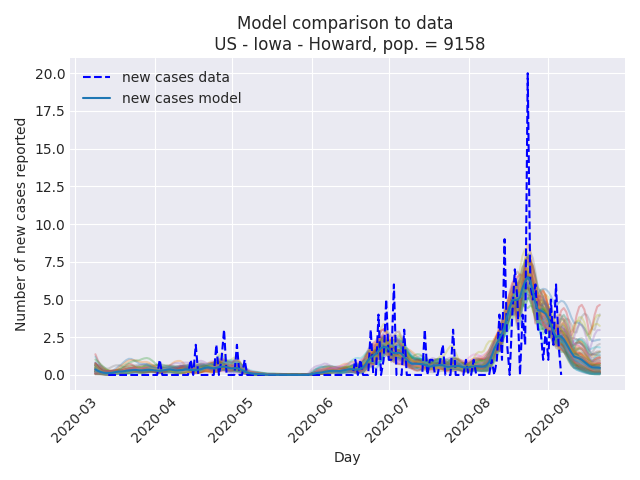 Model comparison to data
US - Iowa - Howard, pop. = 9158
new cases data
new cases model
Number of new cases reported
20.0
17.5
15.0
12.5
10.0
7.5
5.0
2.5
0.0
2020-03
2020-04
2020-05
2020-06
2020-07
2020-08
2020-09
Day